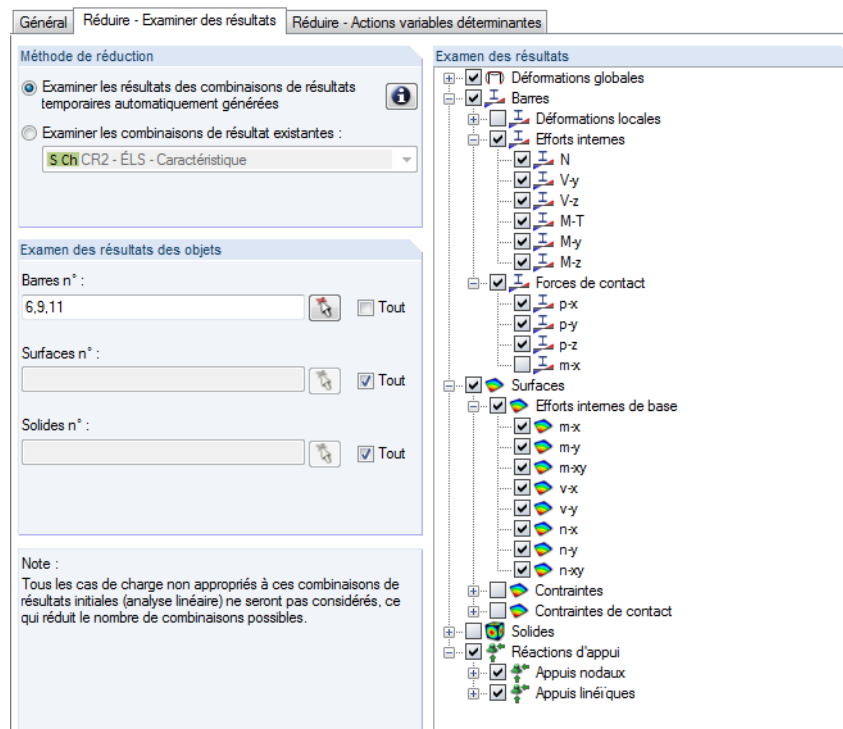 Général
Réduire - Examiner des résultats
Réduire - Actions variables déterminantes
Méthode de réduction
Examiner les résultats des combinaisons de résultats
temporaires automatiquement générées
Examiner les combinaisons de résultat existantes :
S Ch CR2 - ÉLS - Caractéristique
Examen des résultats des objets
Barres n° :
6,9,11
Tout
Surfaces n° :
Tout
Solides n° :
Tout
Note :
Tous les cas de charge non appropriés à ces combinaisons de
résultats initiales (analyse linéaire) ne seront pas considérés, ce
qui réduit le nombre de combinaisons possibles.
Examen des résultats
Déformations globales
Barres
Déformations locales
Efforts internes
N
V-y
V-z
M-T
M-y
M-z
Forces de contact
p-x
p-y
p-z
m-x
Surfaces
Efforts internes de base
m-x
m-y
m-xy
v-x
v-y
n-x
n-y
n-xy
Contraintes
Contraintes de contact
Solides
Réactions d'appui
Appuis nodaux
Appuis linéïques